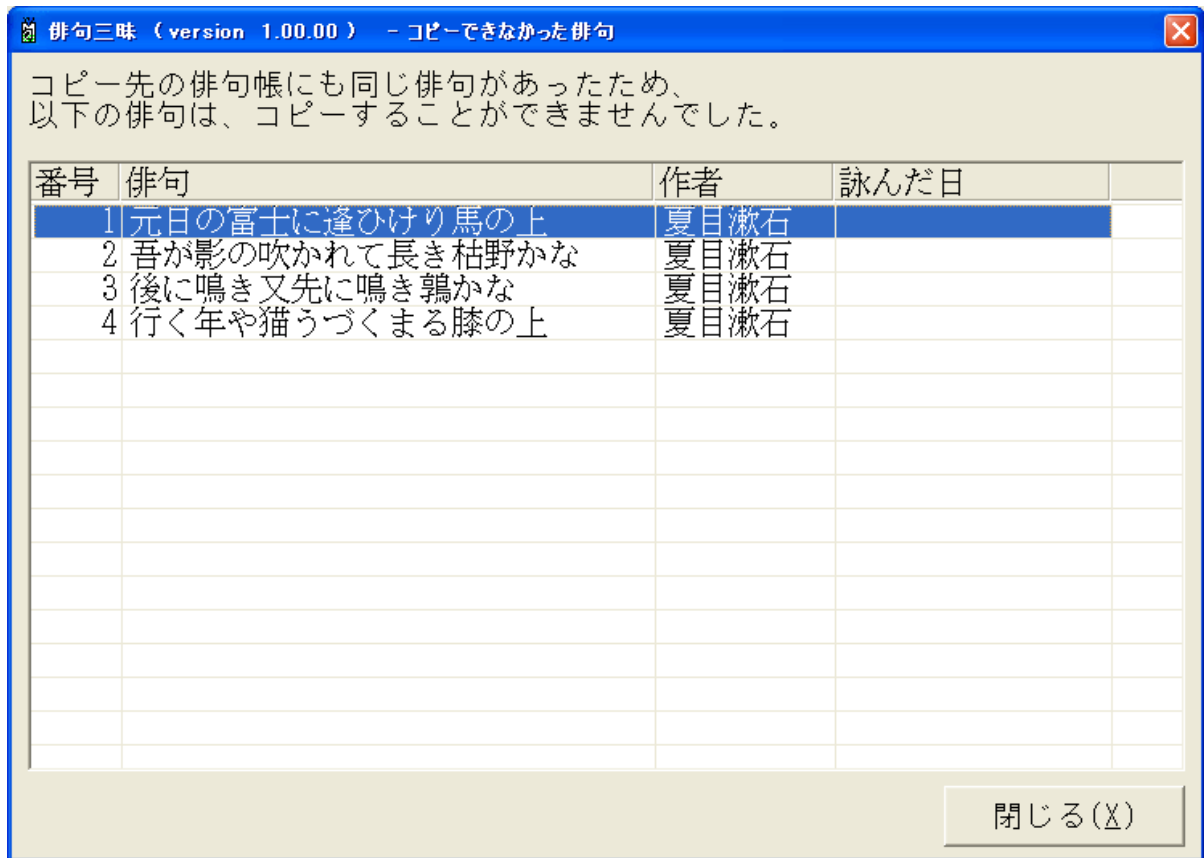 俳句三昧 （ version 1.00.00 ） －コピーできなかった俳句
コピー先の俳句帳にも同じ俳句があったため、
以下の俳句は、コピーすることができませんでした。
番号 俳句 作者 詠んだ日
1 元日の富士に逢ひけり馬の上 夏目漱石
2 吾が影の吹かれて長き枯野かな 夏目漱石
3 後に鳴き又先に鳴き鶉かな 夏目漱石
4 行く年や猫うづくまる膝の上 夏目漱石
閉じる(X)